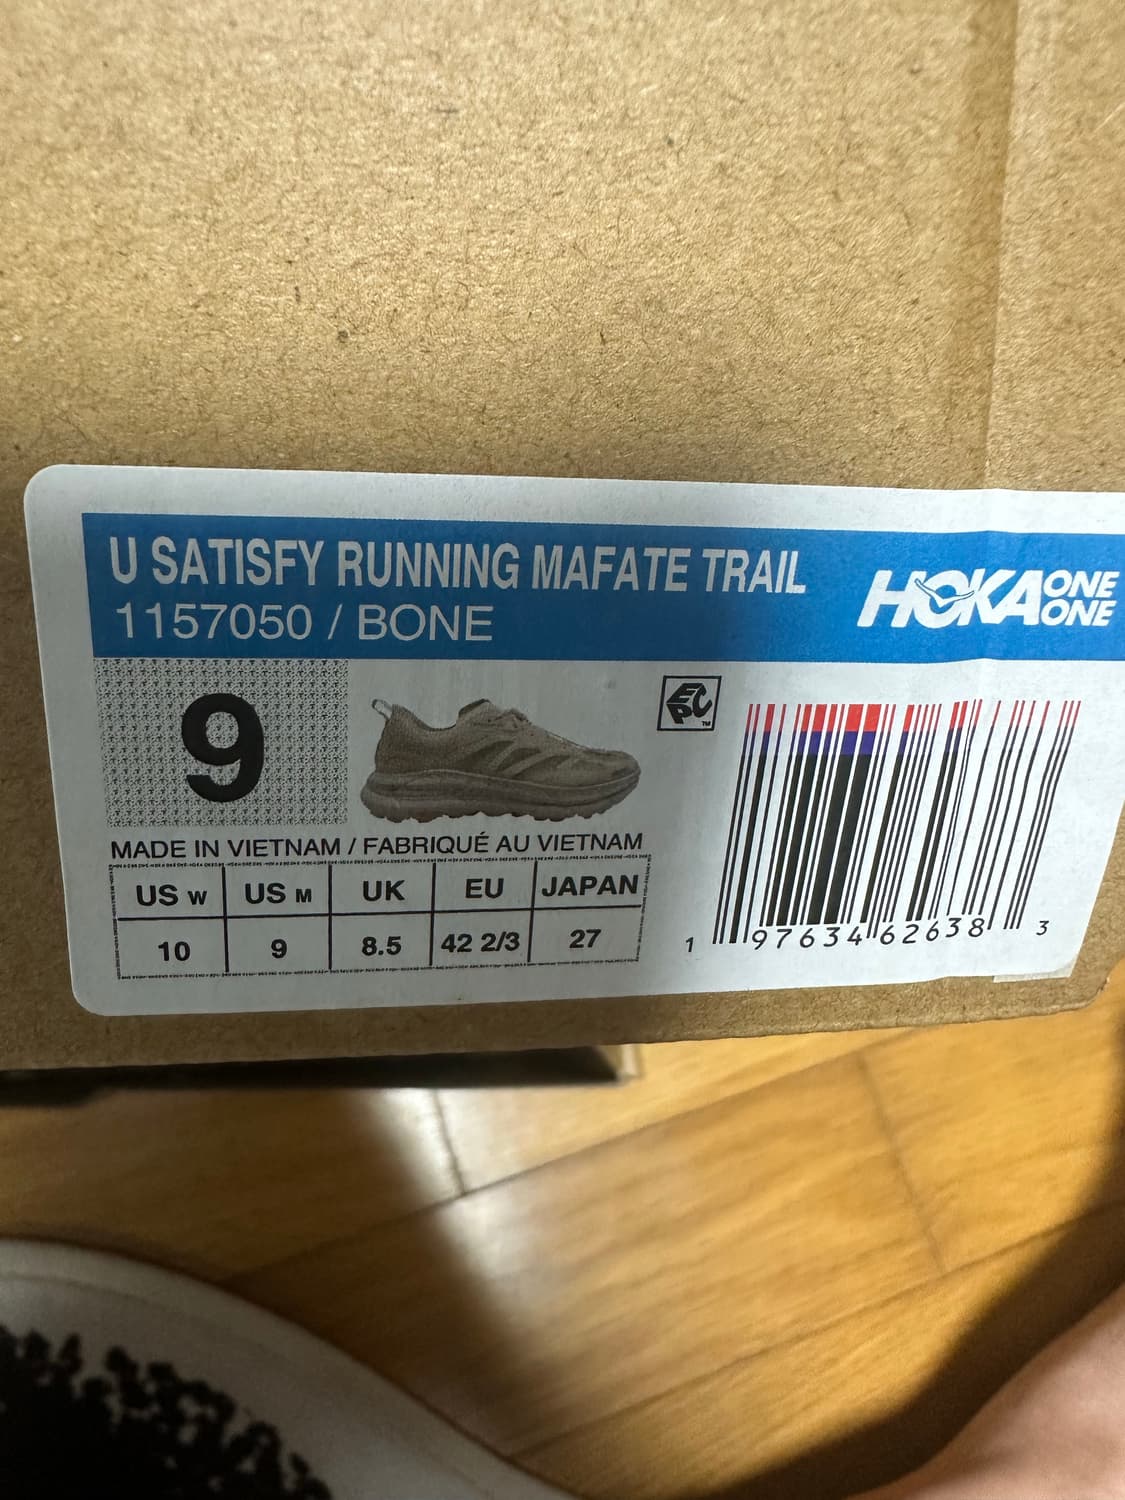 U SATISFY RUNNING MAFATE TRAIL
1157050 / BONE
HOKA ONE ONE
9
EPC™
MADE IN VIETNAM / FABRIQUÉ AU VIETNAM
US W US M UK EU JAPAN
10 9 8.5 42 2/3 27
1 97634 62638 3